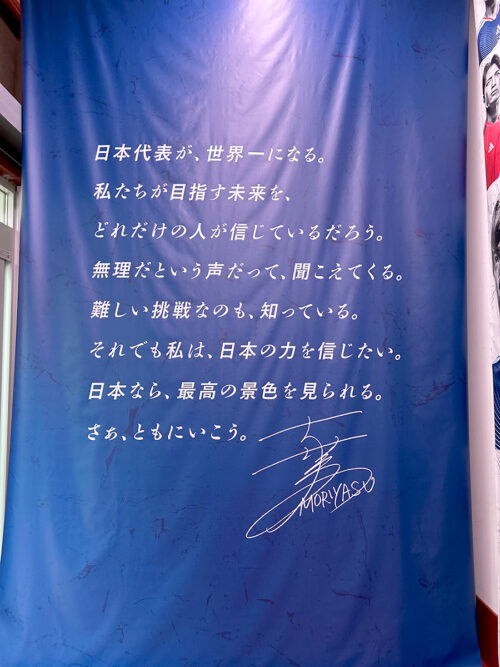 日本代表が、世界一になる。
私たちが目指す未来を、
どれだけの人が信じているだろう。
無理だという声だって、聞こえてくる。
難しい挑戦なのも、知っている。
それでも私は、日本の力を信じたい。
日本なら、最高の景色を見られる。
さぁ、ともにいこう。
MORIYASU